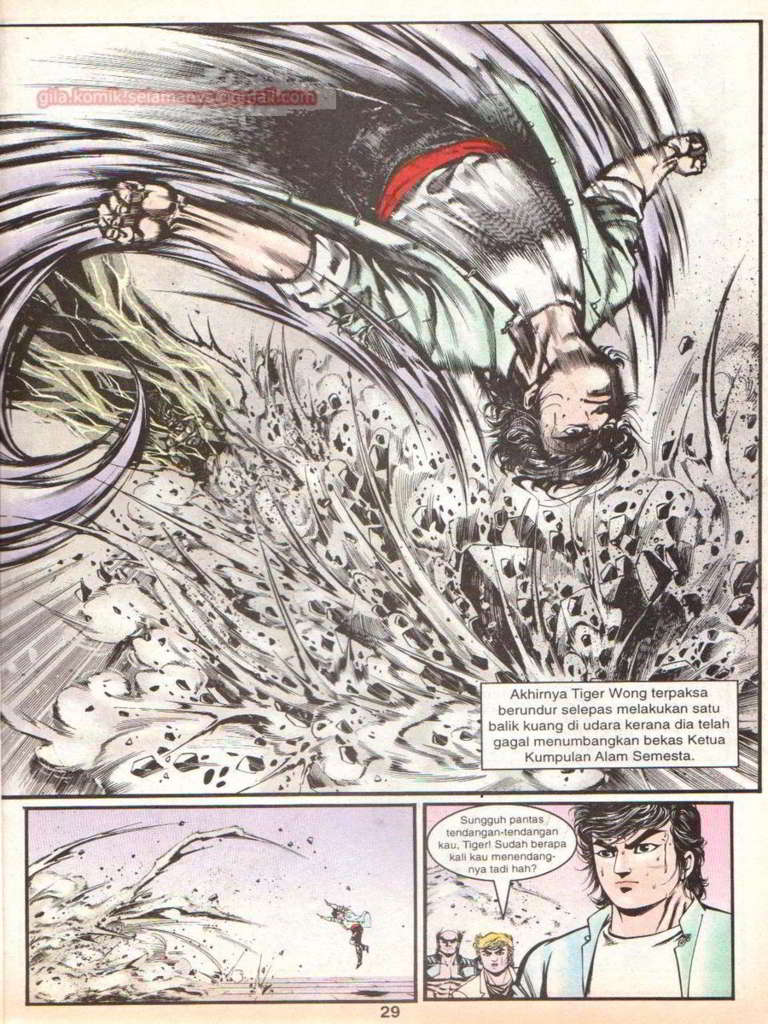 gila.komik.selamanya@gmail.com
Akhirnya Tiger Wong terpaksa
berundur selepas melakukan satu
balik kuang di udara kerana dia telah
gagal menumbangkan bekas Ketua
Kumpulan Alam Semesta.
Sungguh pantas
tendangan-tendangan
kau, Tiger! Sudah berapa
kali kau menendang-
nya tadi hah?
29